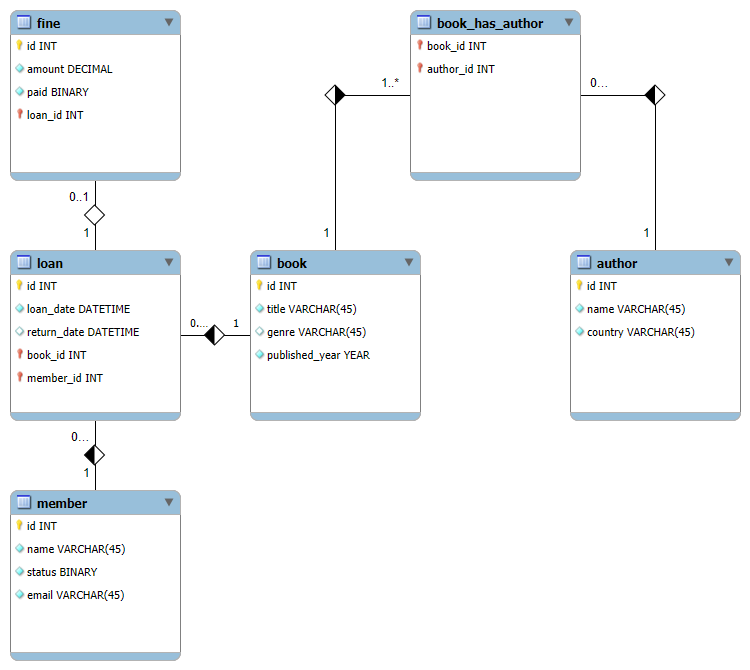 fine
id INT
amount DECIMAL
paid BINARY
loan_id INT
book_has_author
book_id INT
author_id INT
1..*
0...
0..1
1
1
1
loan
id INT
loan_date DATETIME
return_date DATETIME
book_id INT
member_id INT
0...
1
book
id INT
title VARCHAR(45)
genre VARCHAR(45)
published_year YEAR
author
id INT
name VARCHAR(45)
country VARCHAR(45)
0...
1
member
id INT
name VARCHAR(45)
status BINARY
email VARCHAR(45)